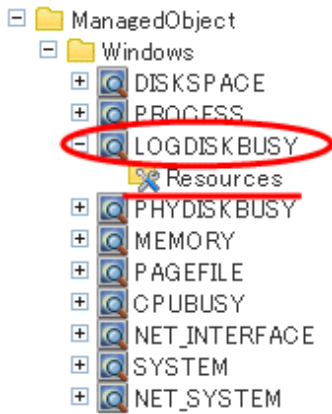 ManagedObject
Windows
DISKSPACE
PROCESS
LOGDISKBUSY
Resources
PHYDISKBUSY
MEMORY
PAGEFILE
CPUBUSY
NET_INTERFACE
SYSTEM
NET_SYSTEM